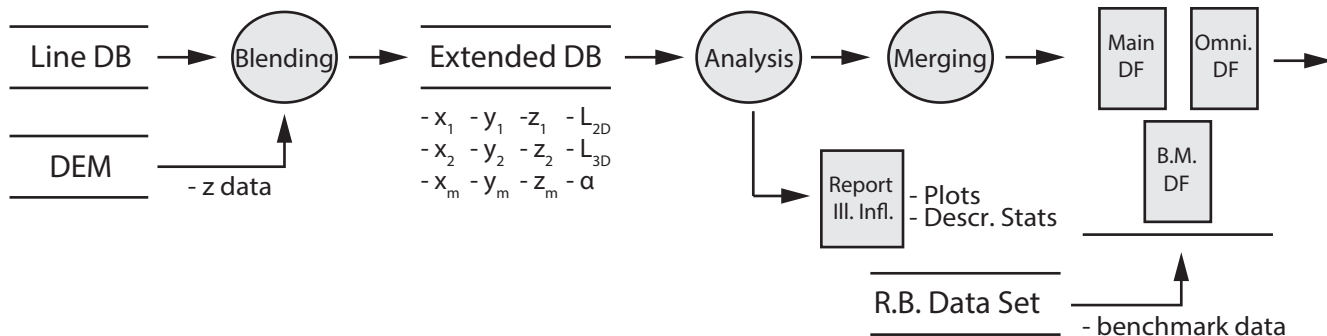 Line DB
Blending
Extended DB
Analysis
Merging
Main
DF
Omni.
DF
- x₁ - y₁ -z₁ - L₂D
- x₂ - y₂ - z₂ - L₃D
- xₘ - yₘ - zₘ - α
DEM
- z data
B.M.
DF
Report
Ill. Infl.
- Plots
- Descr. Stats
R.B. Data Set
- benchmark data